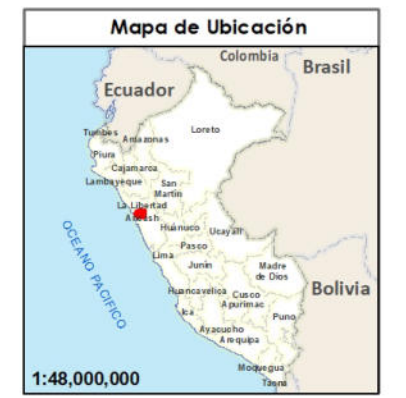 Mapa de Ubicación
Colombia
Brasil
Ecuador
Loreto
Tumbes
Amazonas
Piura
Cajamarca
Lambayeque
San
Martín
La Libertad
Huánuco
Ucayali
OCEANO PACIFICO
Pasco
Lima
Junín
Madre
de Dios
Bolivia
Huancavelica
Cusco
Apurimac
Ica
Puno
Ayacucho
Arequipa
Moquegua
Tacna
1:48,000,000